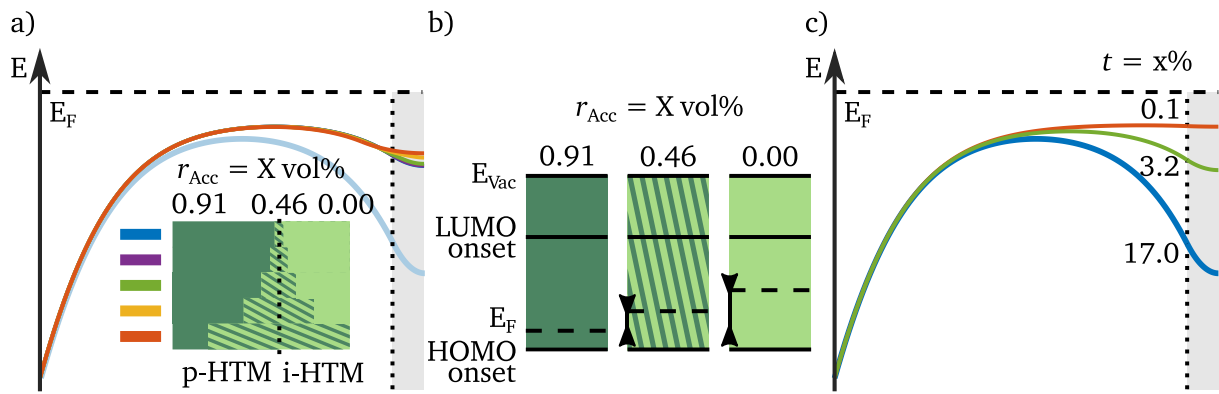 a)
E
E_F
r_Acc = X vol%
0.91 0.46 0.00
p-HTM i-HTM
b)
r_Acc = X vol%
0.91 0.46 0.00
E_Vac
LUMO
onset
E_F
HOMO
onset
c)
E
t = x%
E_F
0.1
3.2
17.0